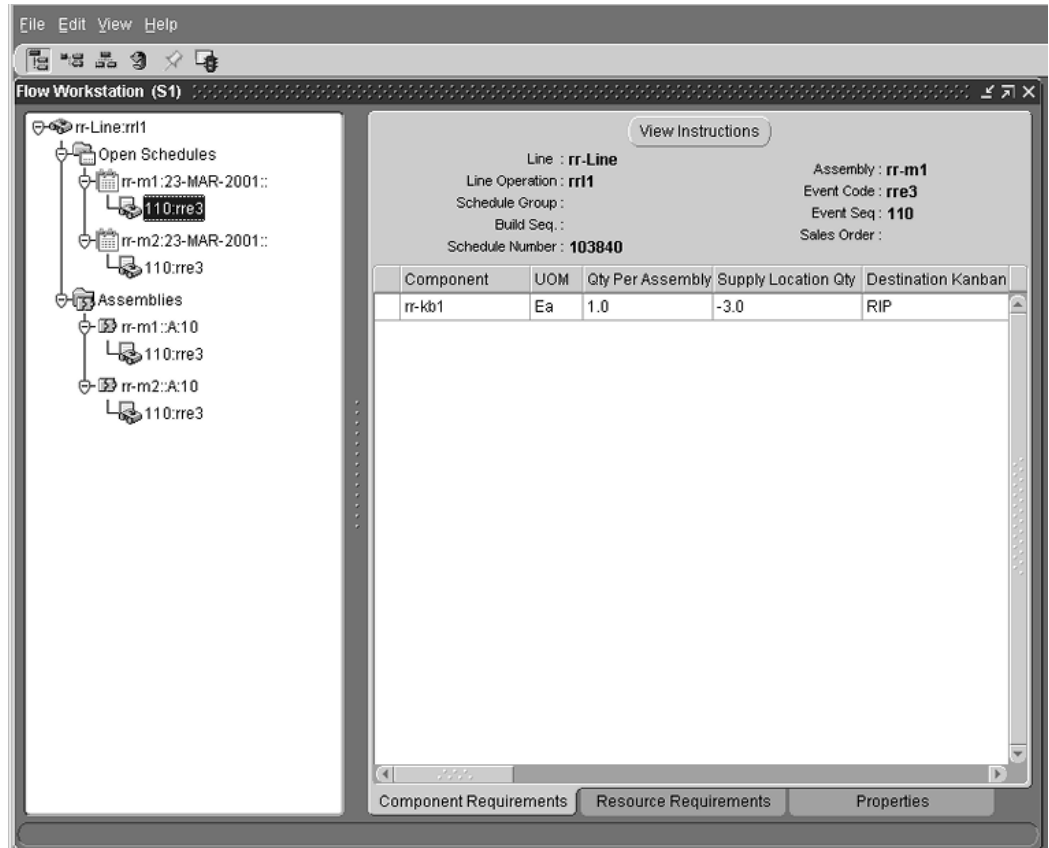 File Edit View Help
Flow Workstation (S1)
rr-Line:rrl1
Open Schedules
rr-m1:23-MAR-2001::
110:rre3
rr-m2:23-MAR-2001::
110:rre3
Assemblies
rr-m1::A:10
110:rre3
rr-m2::A:10
110:rre3
View Instructions
Line : rr-Line
Line Operation : rrl1
Schedule Group :
Build Seq. :
Schedule Number : 103840
Assembly : rr-m1
Event Code : rre3
Event Seq : 110
Sales Order :
Component UOM Qty Per Assembly Supply Location Qty Destination Kanban
rr-kb1 Ea 1.0 -3.0 RIP
Component Requirements Resource Requirements Properties